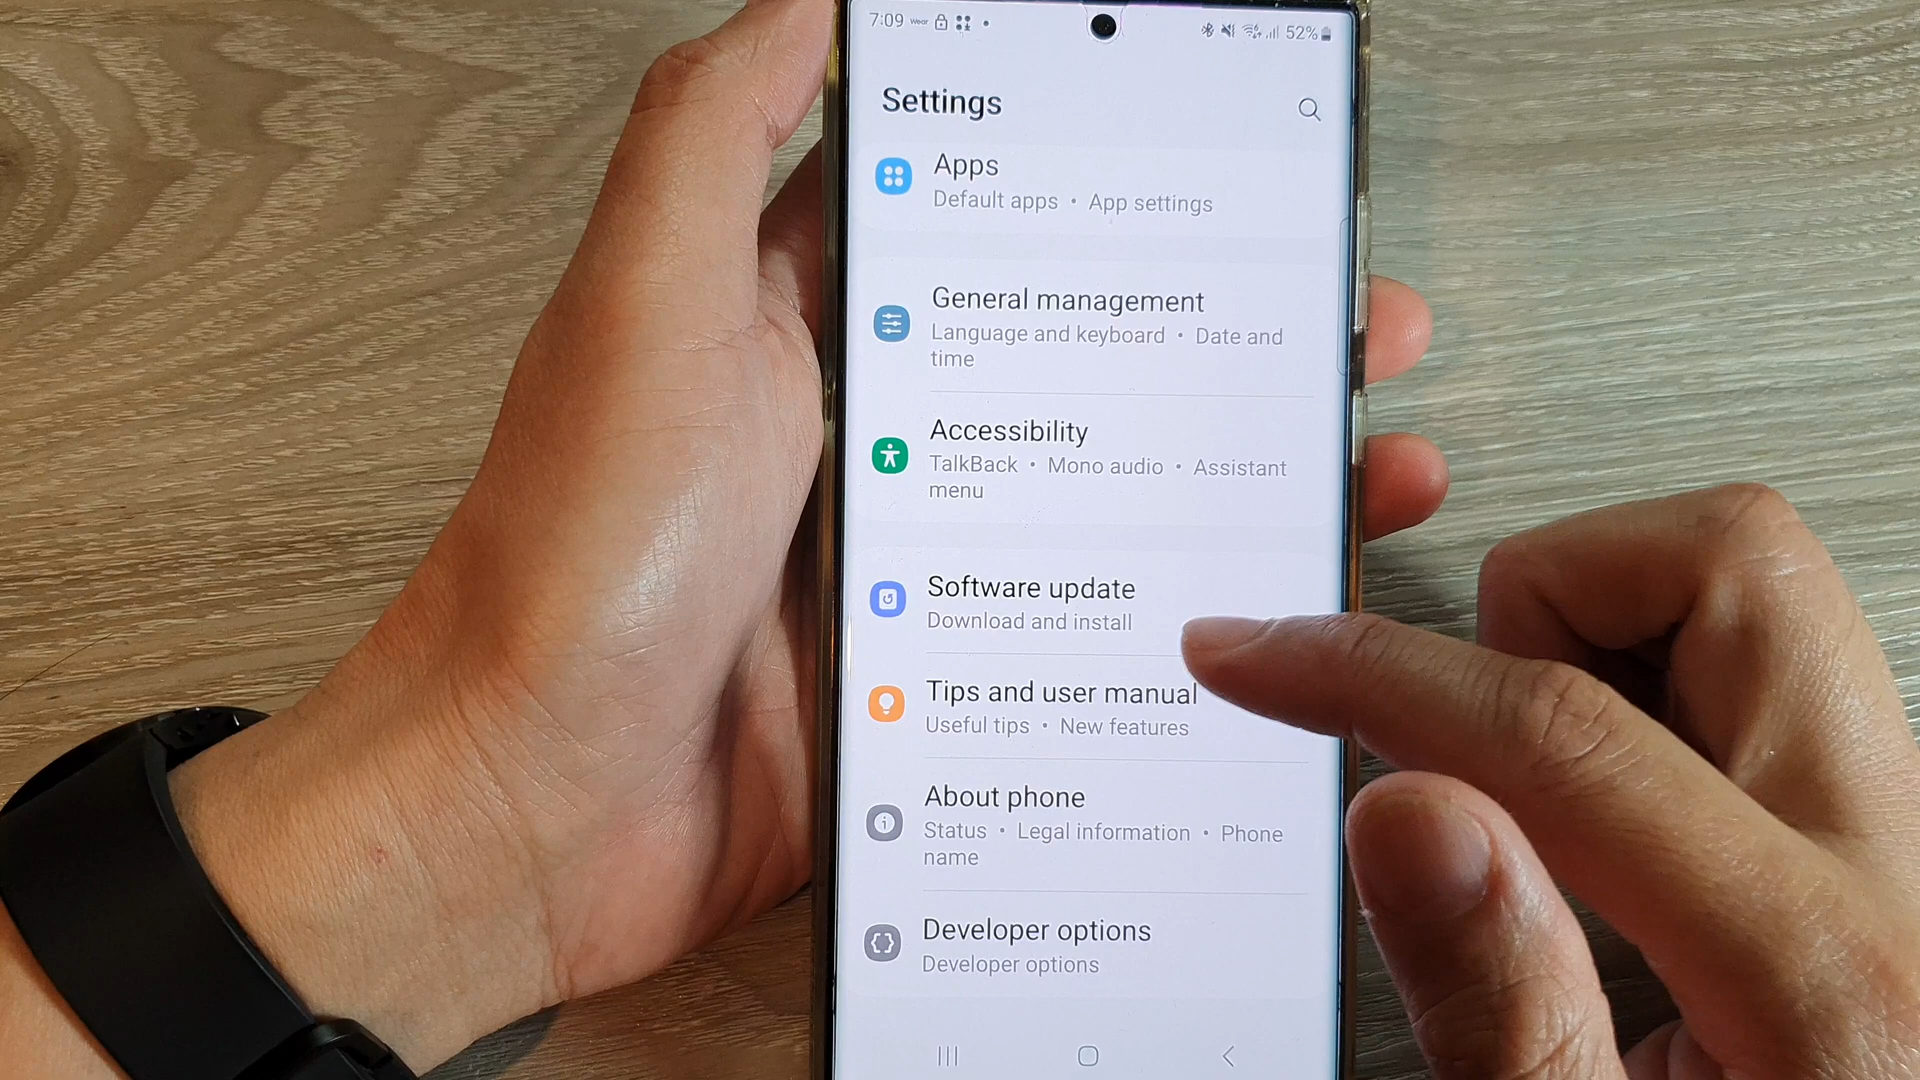 7:09 Wear 52%
Settings
Apps
Default apps • App settings
General management
Language and keyboard • Date and
time
Accessibility
TalkBack • Mono audio • Assistant
menu
Software update
Download and install
Tips and user manual
Useful tips • New features
About phone
Status • Legal information • Phone
name
Developer options
Developer options